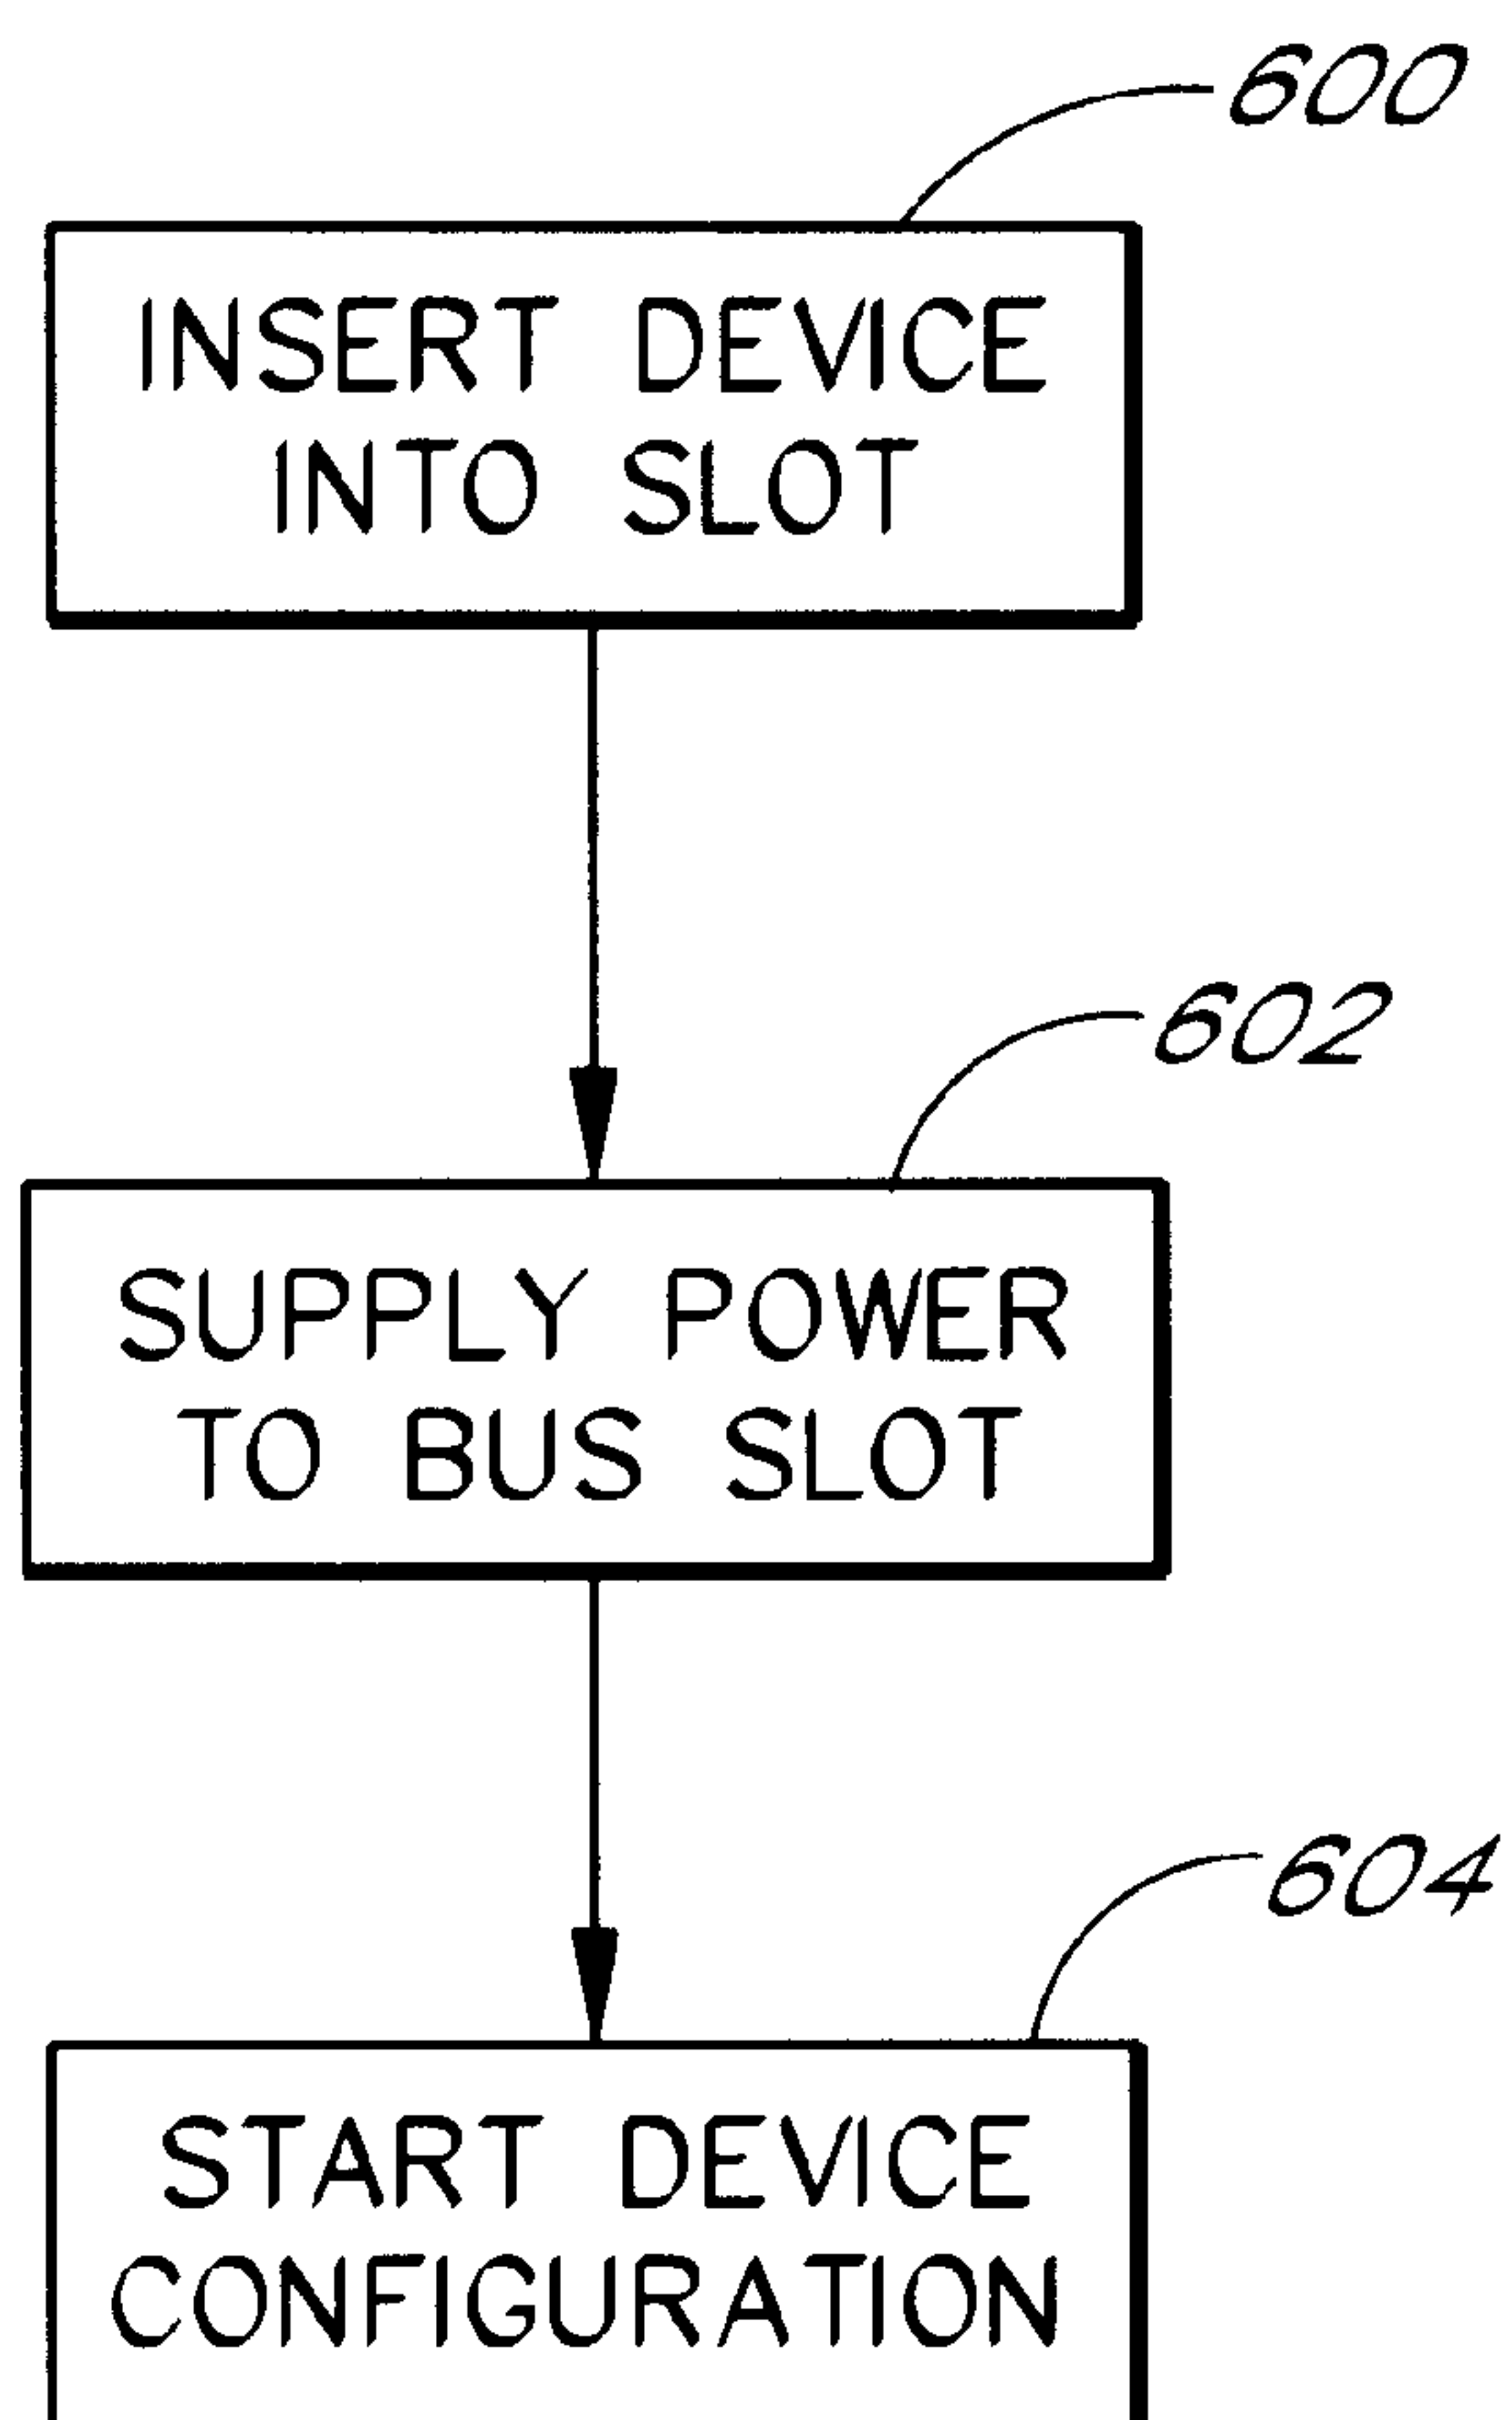 600
INSERT DEVICE
INTO SLOT
602
SUPPLY POWER
TO BUS SLOT
604
START DEVICE
CONFIGURATION